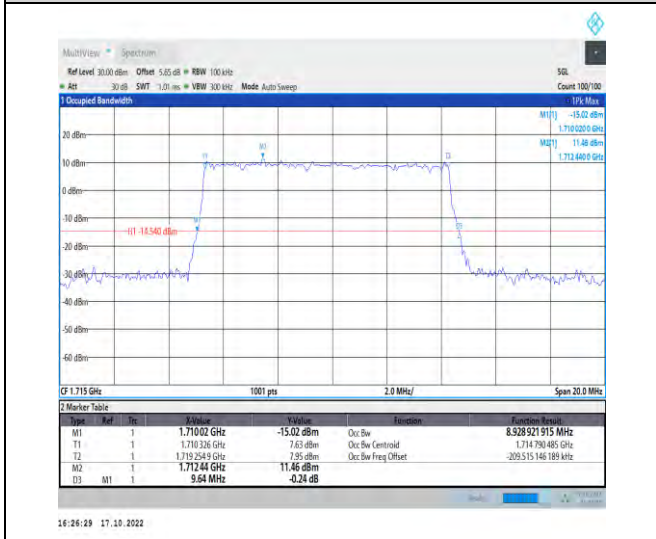 MultiView Spectrum
Ref Level 30.00 dBm Offset 5.65 dB RBW 100 kHz SGL
Att 30 dB SWT 1.01 ms VBW 300 kHz Mode Auto Sweep Count 100/100
1 Occupied Bandwidth 1Pk Max
M1[1] -15.02 dBm
1.710 020 0 GHz
M2[1] 11.46 dBm
1.712 440 0 GHz
20 dBm
10 dBm
0 dBm
-10 dBm
H1 -14.540 dBm
-20 dBm
-30 dBm
-40 dBm
-50 dBm
-60 dBm
CF 1.715 GHz 1001 pts 2.0 MHz/ Span 20.0 MHz
2 Marker Table
Type Ref Trc X-Value Y-Value Function Function Result
M1 1 1.71002 GHz -15.02 dBm Occ Bw 8.928 921 915 MHz
T1 1 1.710 326 GHz 7.63 dBm Occ Bw Centroid 1.714 790 485 GHz
T2 1 1.719 254 9 GHz 7.95 dBm Occ Bw Freq Offset -209.515 146 189 kHz
M2 1 1.71244 GHz 11.46 dBm
D3 M1 1 9.64 MHz -0.24 dB
16:26:29 17.10.2022